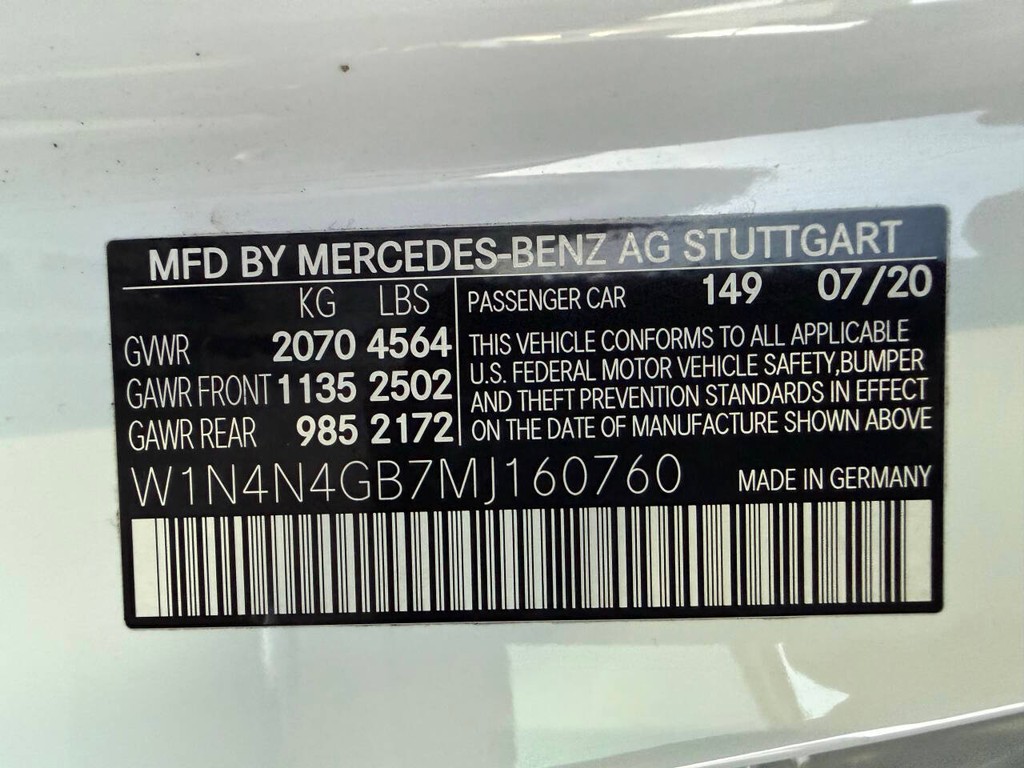 MFD BY MERCEDES-BENZ AG STUTTGART
KG LBS
GVWR 2070 4564
GAWR FRONT 1135 2502
GAWR REAR 985 2172
PASSENGER CAR 149 07/20
THIS VEHICLE CONFORMS TO ALL APPLICABLE
U.S. FEDERAL MOTOR VEHICLE SAFETY,BUMPER
AND THEFT PREVENTION STANDARDS IN EFFECT
ON THE DATE OF MANUFACTURE SHOWN ABOVE
W1N4N4GB7MJ160760 MADE IN GERMANY